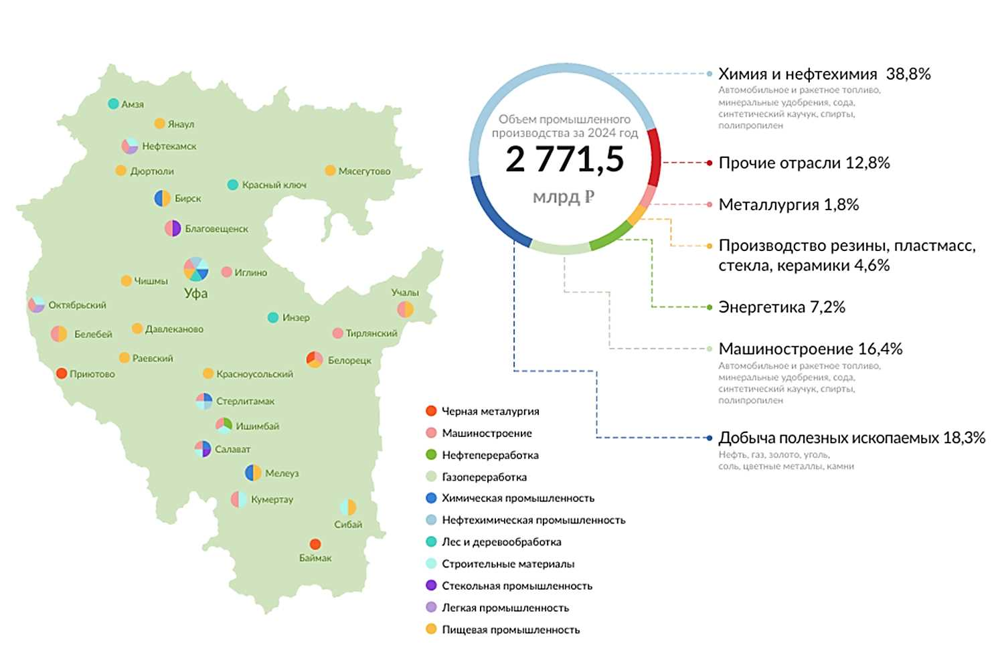 Амзя
Янаул
Нефтекамск
Дюртюли
Мясегутово
Красный ключ
Бирск
Благовещенск
Иглино
Чишмы
Уфа
Учалы
Октябрьский
Инзер
Белебей
Давлеканово
Тирлянский
Раевский
Белорецк
Приютово
Красноусольский
Стерлитамак
Ишимбай
Салават
Мелеуз
Кумертау
Сибай
Баймак
Объем промышленного
производства за 2024 год
2 771,5
млрд ₽
Химия и нефтехимия 38,8%
Автомобильное и ракетное топливо,
минеральные удобрения, сода,
синтетический каучук, спирты,
полипропилен
Прочие отрасли 12,8%
Металлургия 1,8%
Производство резины, пластмасс,
стекла, керамики 4,6%
Энергетика 7,2%
Машиностроение 16,4%
Автомобильное и ракетное топливо,
минеральные удобрения, сода,
синтетический каучук, спирты,
полипропилен
Добыча полезных ископаемых 18,3%
Нефть, газ, золото, уголь,
соль, цветные металлы, камни
Черная металургия
Машиностроение
Нефтепереработка
Газопереработка
Химическая промышленность
Нефтехимическая промышленность
Лес и деревообработка
Строительные материалы
Стекольная промышленность
Легкая промышленность
Пищевая промышленность